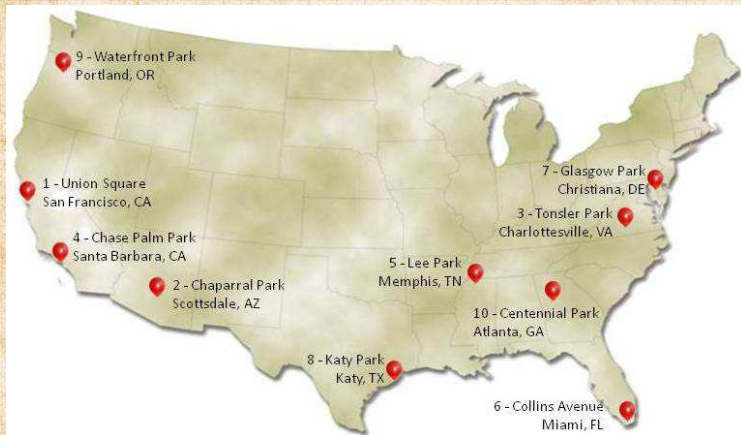 9 - Waterfront Park
Portland, OR
1 - Union Square
San Francisco, CA
7 - Glasgow Park
Christiana, DE
3 - Tonsler Park
Charlottesville, VA
4 - Chase Palm Park
Santa Barbara, CA
5 - Lee Park
Memphis, TN
2 - Chaparral Park
Scottsdale, AZ
10 - Centennial Park
Atlanta, GA
8 - Katy Park
Katy, TX
6 - Collins Avenue
Miami, FL